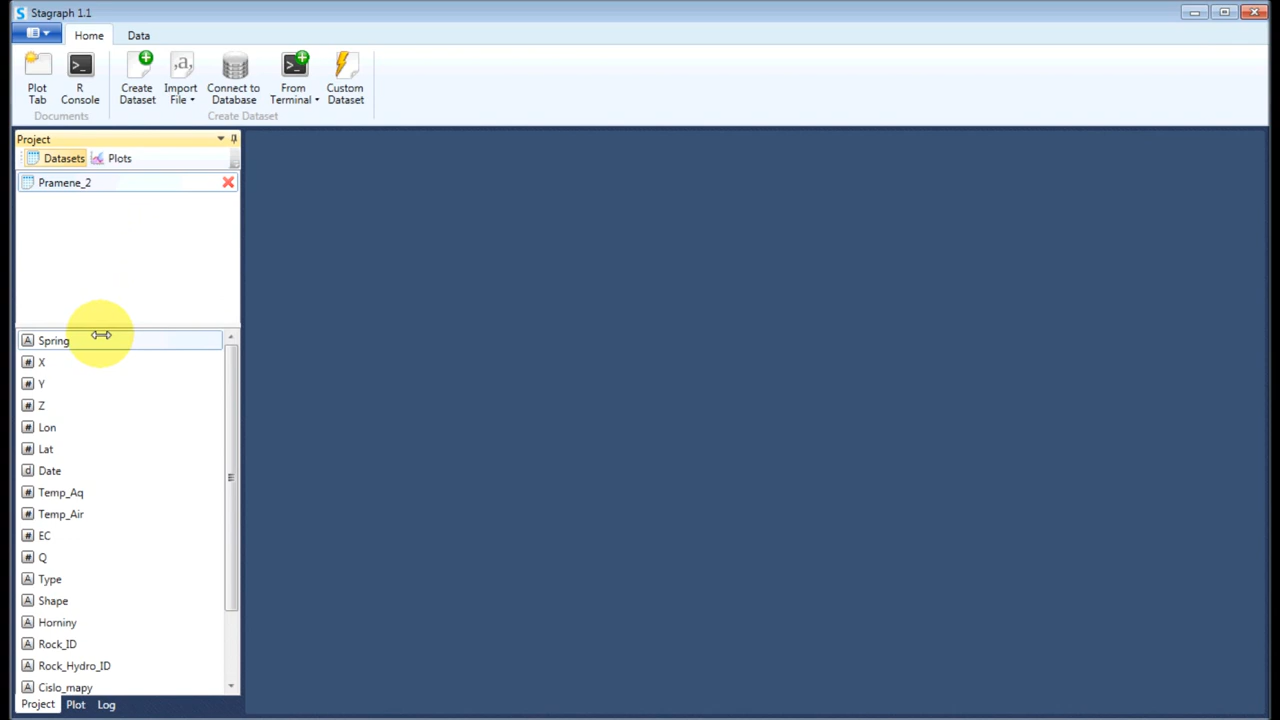 Stagraph 1.1
Home Data
Plot Tab
R Console
Create Dataset
,a,
Import File
Connect to Database
From Terminal
Custom Dataset
Documents
Create Dataset
Project
Datasets Plots
Pramene_2
A Spring
# X
# Y
# Z
# Lon
# Lat
d Date
# Temp_Aq
# Temp_Air
# EC
# Q
A Type
A Shape
A Horniny
A Rock_ID
A Rock_Hydro_ID
A Cislo_mapy
Project Plot Log